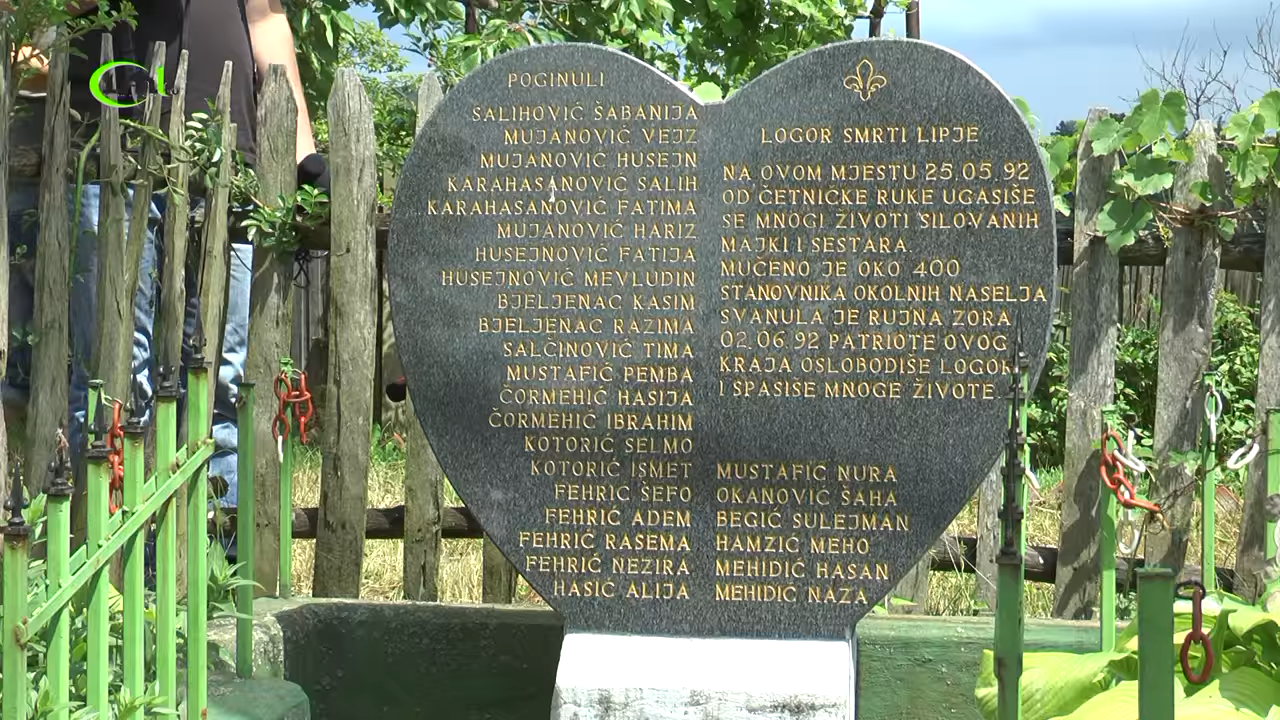 POGINULI
SALIHOVIĆ ŠABANIJA
MUJANOVIĆ VEJZ
MUJANOVIĆ HUSEJN
KARAHASANOVIĆ SALIH
KARAHASANOVIĆ FATIMA
MUJANOVIĆ HARIZ
HUSEJNOVIĆ FATIJA
HUSEJNOVIĆ MEVLUDIN
BJELJENAC KASIM
BJELJENAC RAZIMA
SALČINOVIĆ TIMA
MUSTAFIĆ PEMBA
ČORMEHIĆ HASIJA
ČORMEHIĆ IBRAHIM
KOTORIĆ SELMO
KOTORIĆ ISMET
FEHRIĆ ŠEFO
FEHRIĆ ADEM
FEHRIĆ RASEMA
FEHRIĆ NEZIRA
HASIĆ ALIJA
LOGOR SMRTI LIPJE
NA OVOM MJESTU 25.05.92
OD ČETNIČKE RUKE UGASIŠE
SE MNOGI ŽIVOTI SILOVANIH
MAJKI I SESTARA.
MUČENO JE OKO 400
STANOVNIKA OKOLNIH NASELJA
SVANULA JE RUJNA ZORA
02.06.92 PATRIOTE OVOG
KRAJA OSLOBODIŠE LOGOR
I SPASIŠE MNOGE ŽIVOTE.
MUSTAFIĆ NURA
OKANOVIĆ ŠAHA
BEGIĆ SULEJMAN
HAMZIĆ MEHO
MEHIDIĆ HASAN
MEHIDIĆ NAZA